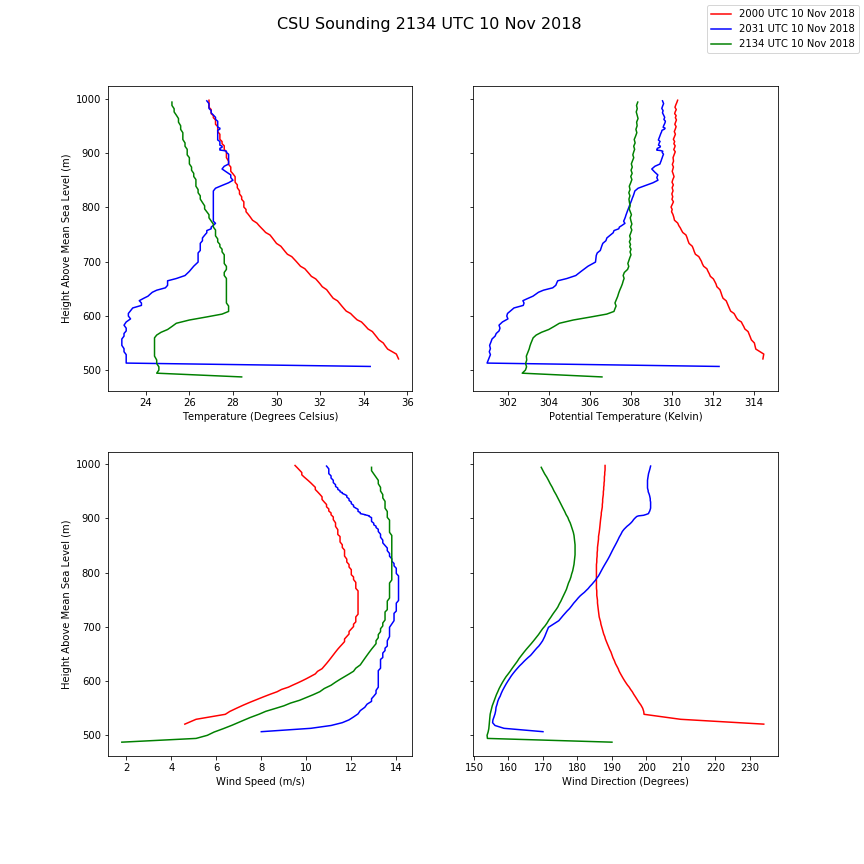 CSU Sounding 2134 UTC 10 Nov 2018
2000 UTC 10 Nov 2018
2031 UTC 10 Nov 2018
2134 UTC 10 Nov 2018
1000
900
800
700
600
500
Height Above Mean Sea Level (m)
24 26 28 30 32 34 36
Temperature (Degrees Celsius)
302 304 306 308 310 312 314
Potential Temperature (Kelvin)
1000
900
800
700
600
500
Height Above Mean Sea Level (m)
2 4 6 8 10 12 14
Wind Speed (m/s)
150 160 170 180 190 200 210 220 230
Wind Direction (Degrees)